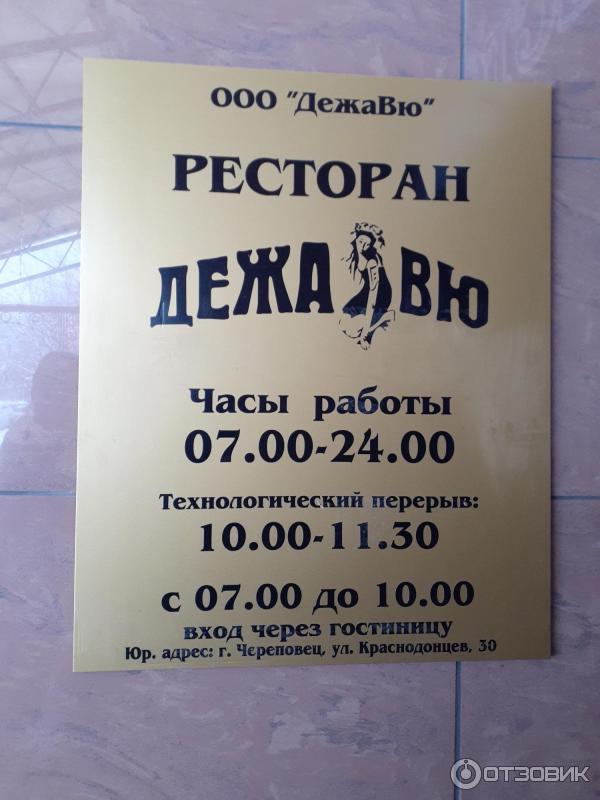 ООО "ДежаВю"
РЕСТОРАН
ДЕЖА ВЮ
Часы работы
07.00-24.00
Технологический перерыв:
10.00-11.30
с 07.00 до 10.00
вход через гостиницу
Юр. адрес: г. Череповец, ул. Краснодонцев, 30
ОТЗОВИК